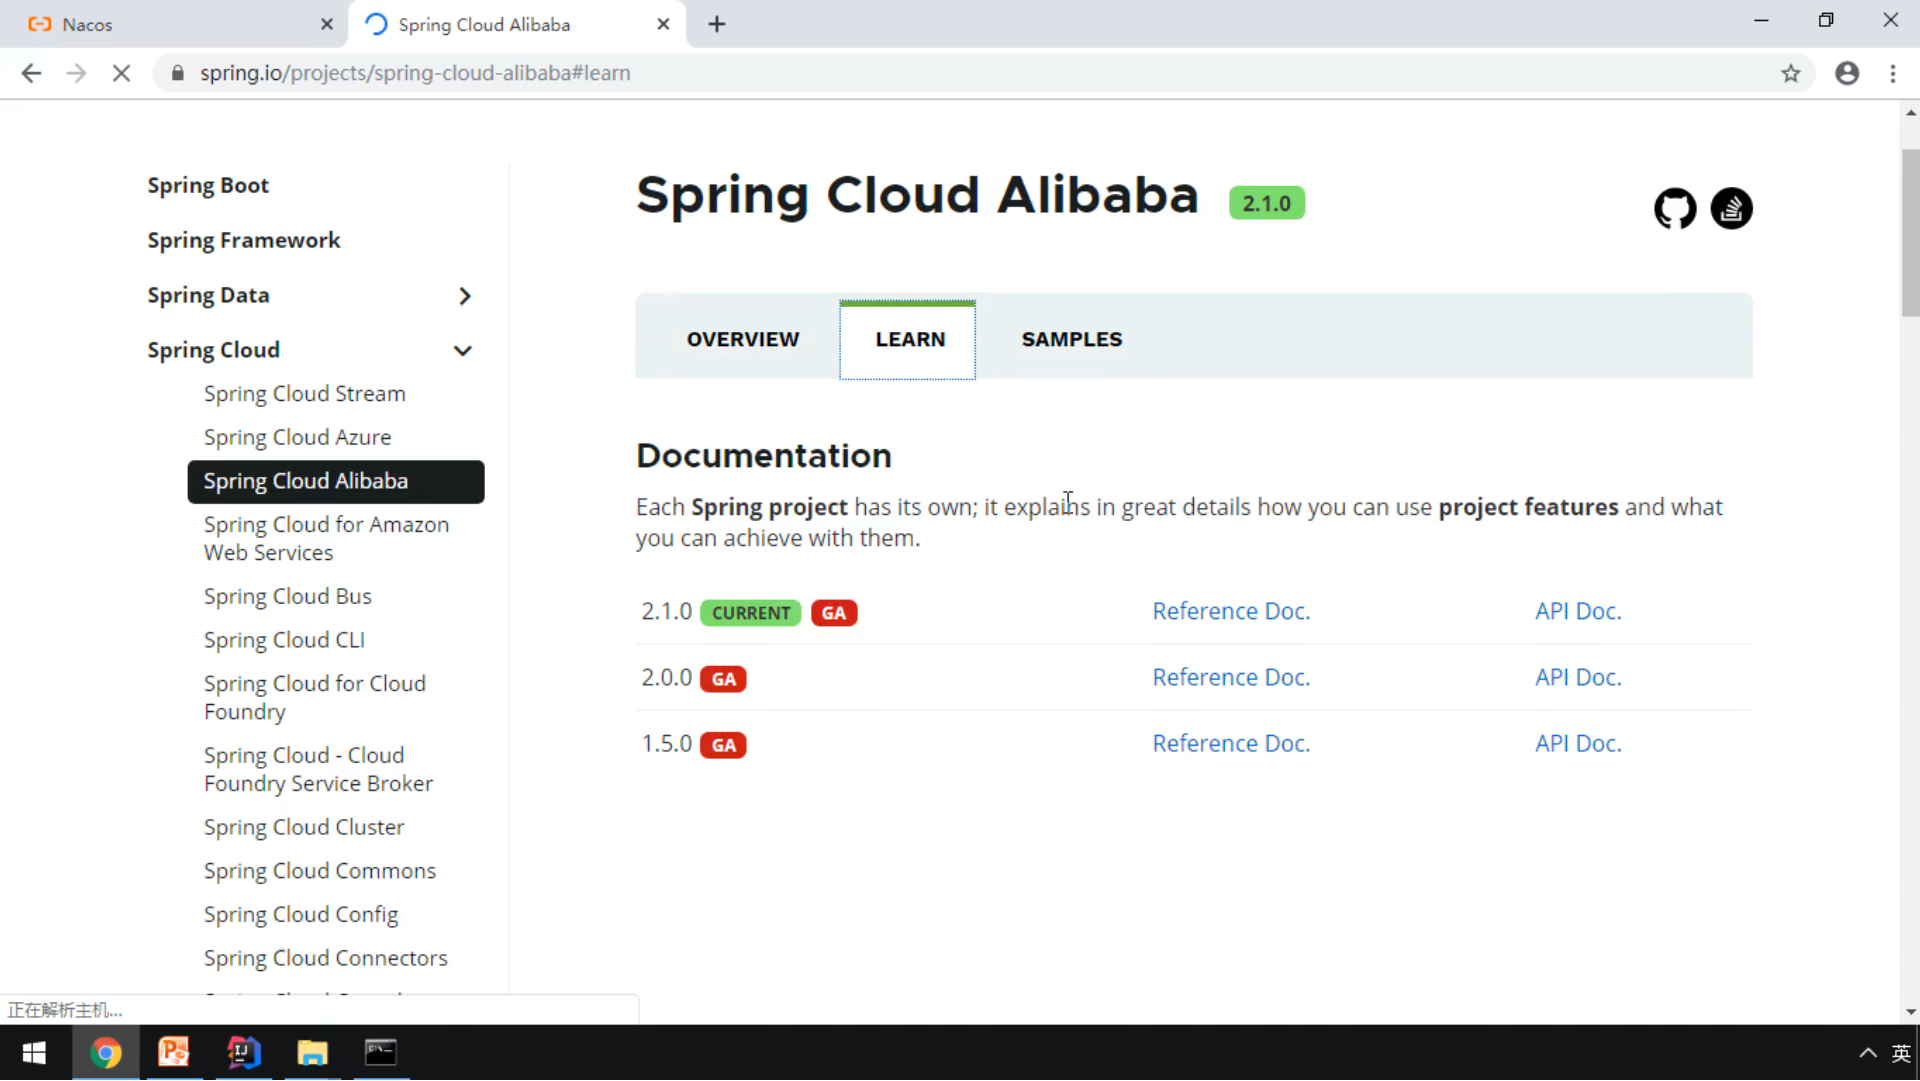 Nacos
Spring Cloud Alibaba
spring.io/projects/spring-cloud-alibaba#learn
Spring Boot
Spring Framework
Spring Data
Spring Cloud
Spring Cloud Stream
Spring Cloud Azure
Spring Cloud Alibaba
Spring Cloud for Amazon
Web Services
Spring Cloud Bus
Spring Cloud CLI
Spring Cloud for Cloud
Foundry
Spring Cloud - Cloud
Foundry Service Broker
Spring Cloud Cluster
Spring Cloud Commons
Spring Cloud Config
Spring Cloud Connectors
Spring Cloud Alibaba 2.1.0
OVERVIEW LEARN SAMPLES
Documentation
Each Spring project has its own; it explains in great details how you can use project features and what
you can achieve with them.
2.1.0 CURRENT GA Reference Doc. API Doc.
2.0.0 GA Reference Doc. API Doc.
1.5.0 GA Reference Doc. API Doc.
正在解析主机...
英